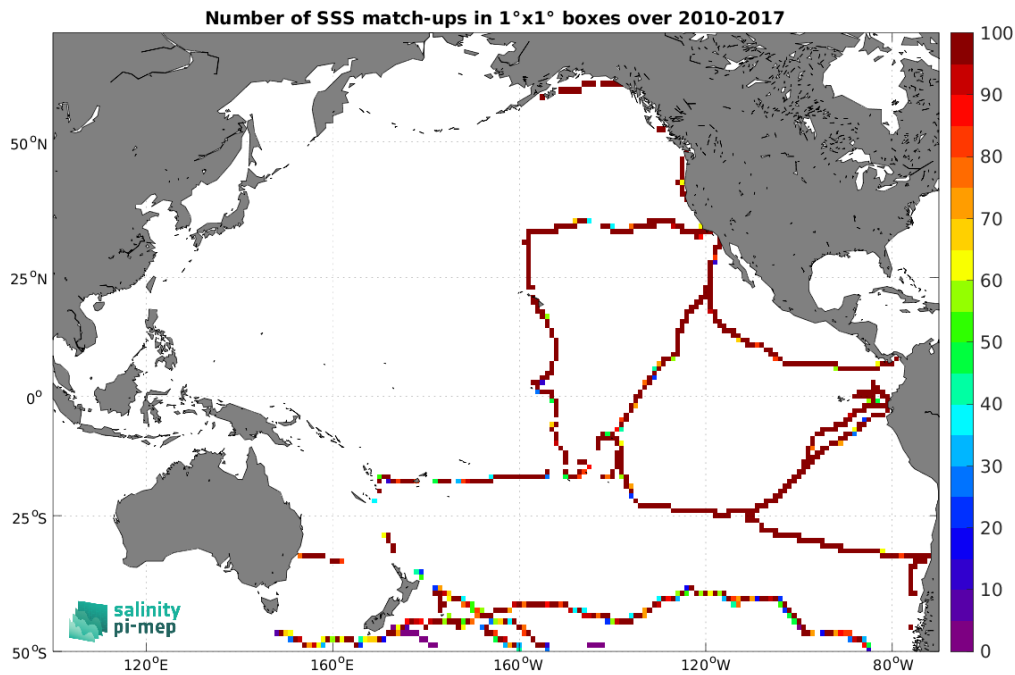 Number of SSS match-ups in 1°x1° boxes over 2010-2017
100
90
80
70
60
50
40
30
20
10
0
50°N
25°N
0°
25°S
50°S
120°E
160°E
160°W
120°W
80°W
salinity
pi-mep